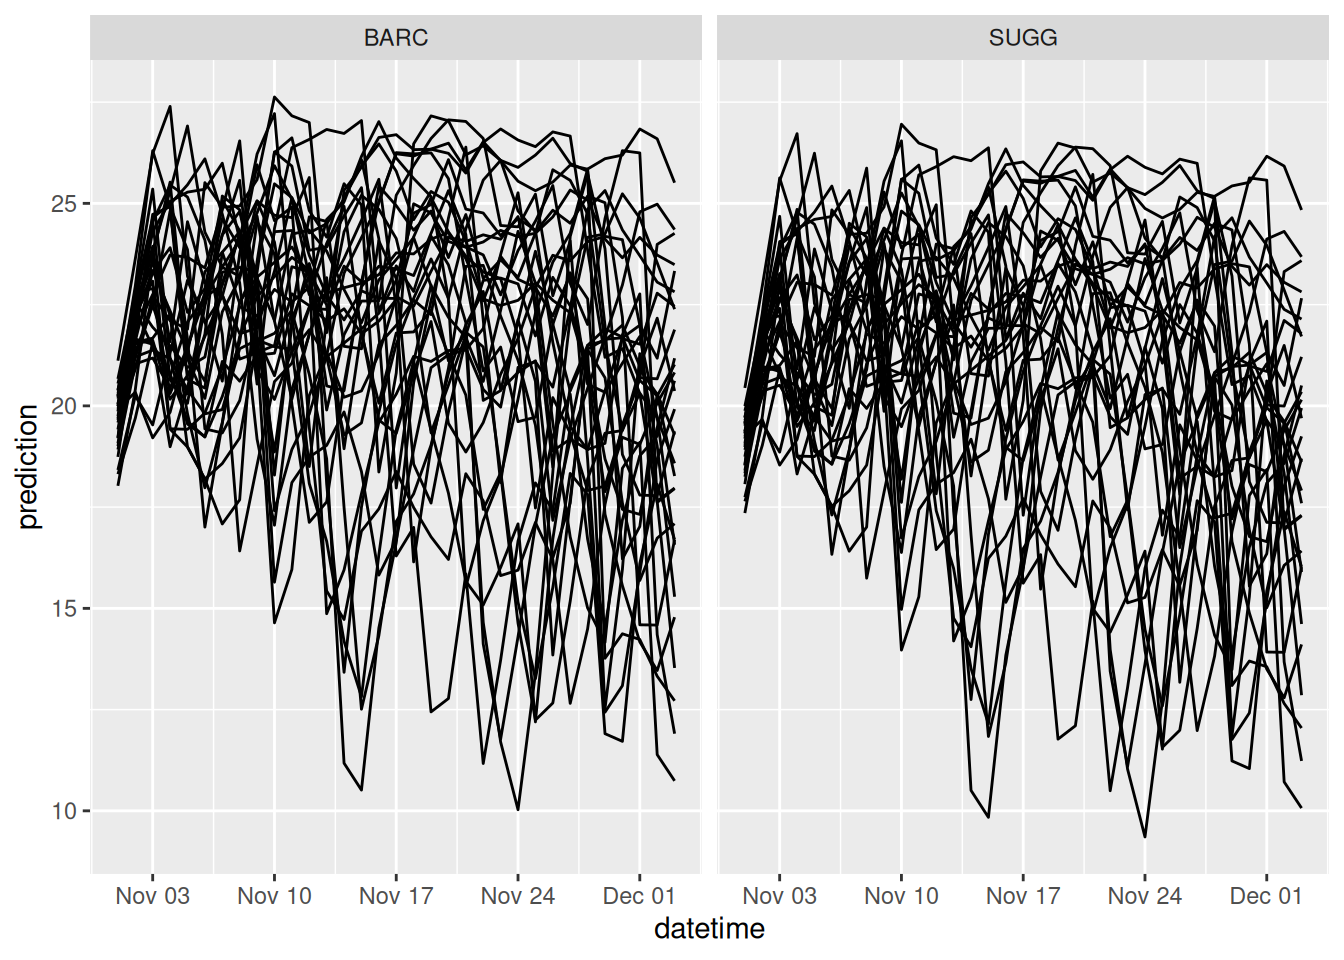 BARC
SUGG
prediction
25
20
15
10
Nov 03
Nov 10
Nov 17
Nov 24
Dec 01
Nov 03
Nov 10
Nov 17
Nov 24
Dec 01
datetime